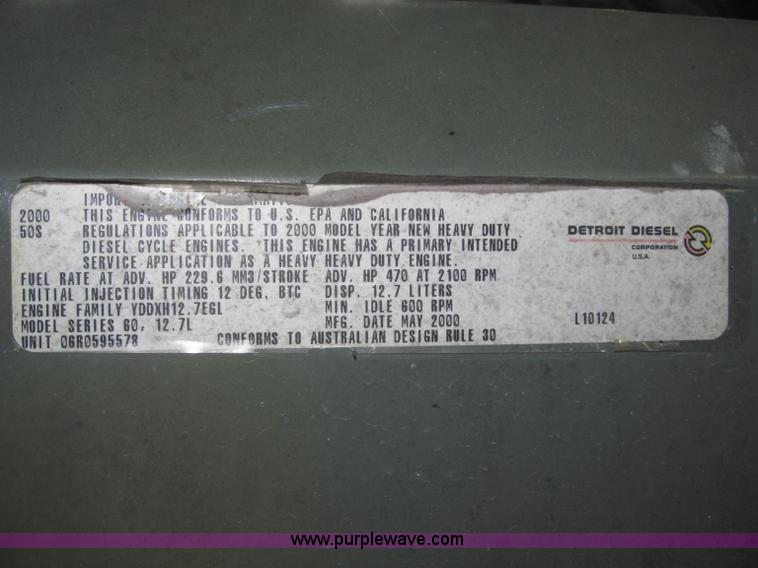 2000 THIS ENGINE CONFORMS TO U.S. EPA AND CALIFORNIA
50S REGULATIONS APPLICABLE TO 2000 MODEL YEAR NEW HEAVY DUTY
DIESEL CYCLE ENGINES. THIS ENGINE HAS A PRIMARY INTENDED
SERVICE APPLICATION AS A HEAVY HEAVY DUTY ENGINE.
FUEL RATE AT ADV. HP 229.6 MM3/STROKE ADV. HP 470 AT 2100 RPM
INITIAL INJECTION TIMING 12 DEG. BTC DISP. 12.7 LITERS
ENGINE FAMILY YDDXH12.7EGL MIN. IDLE 600 RPM
MODEL SERIES 60, 12.7L MFG. DATE MAY 2000
UNIT 06R0595578 CONFORMS TO AUSTRALIAN DESIGN RULE 30
DETROIT DIESEL
CORPORATION
U.S.A.
L10124
www.purplewave.com